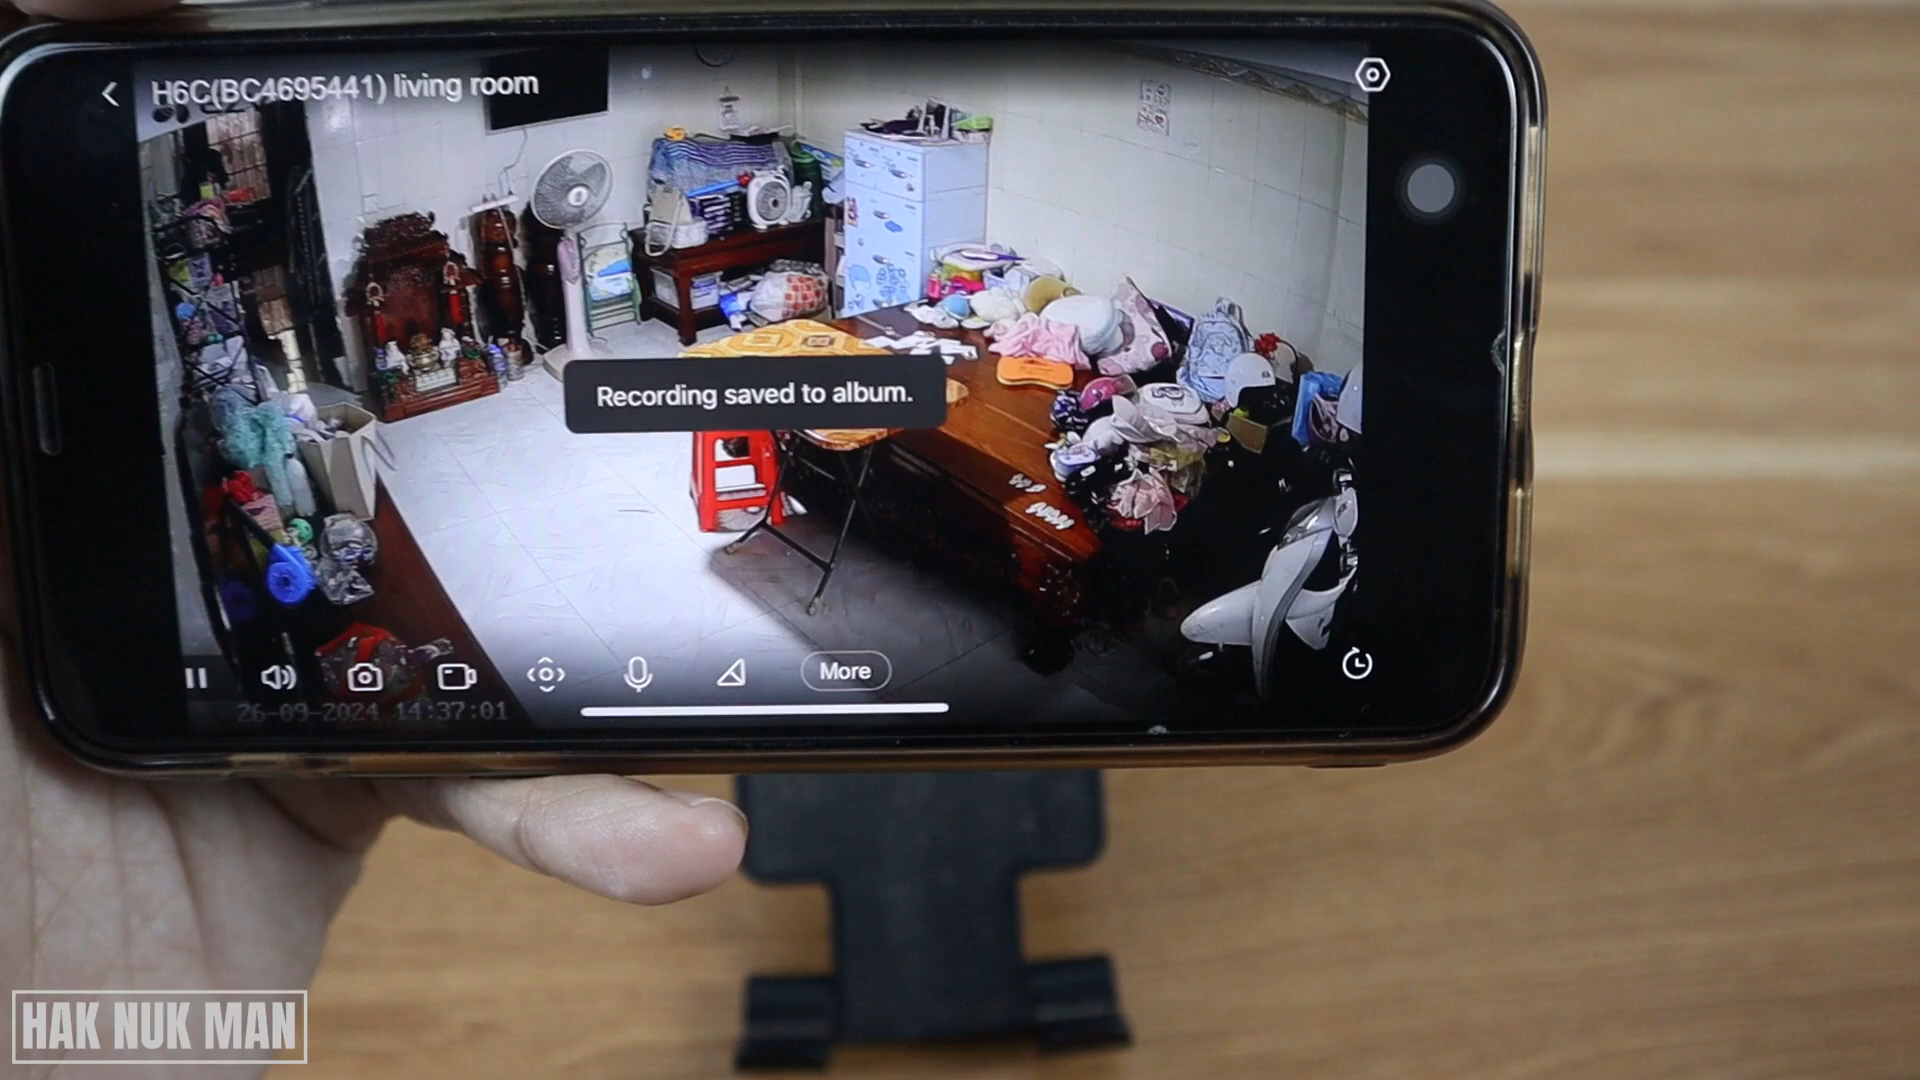 H6C(BC4695441) living room
Recording saved to album.
More
26-09-2024 14:37:01
HAK NUK MAN